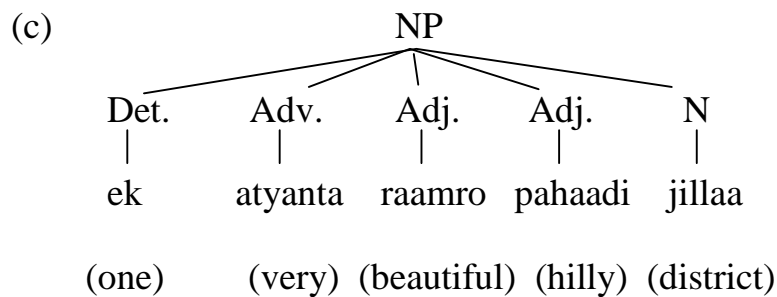 (c) NP
Det. Adv. Adj. Adj. N
ek atyanta raamro pahaadi jillaa
(one) (very) (beautiful) (hilly) (district)